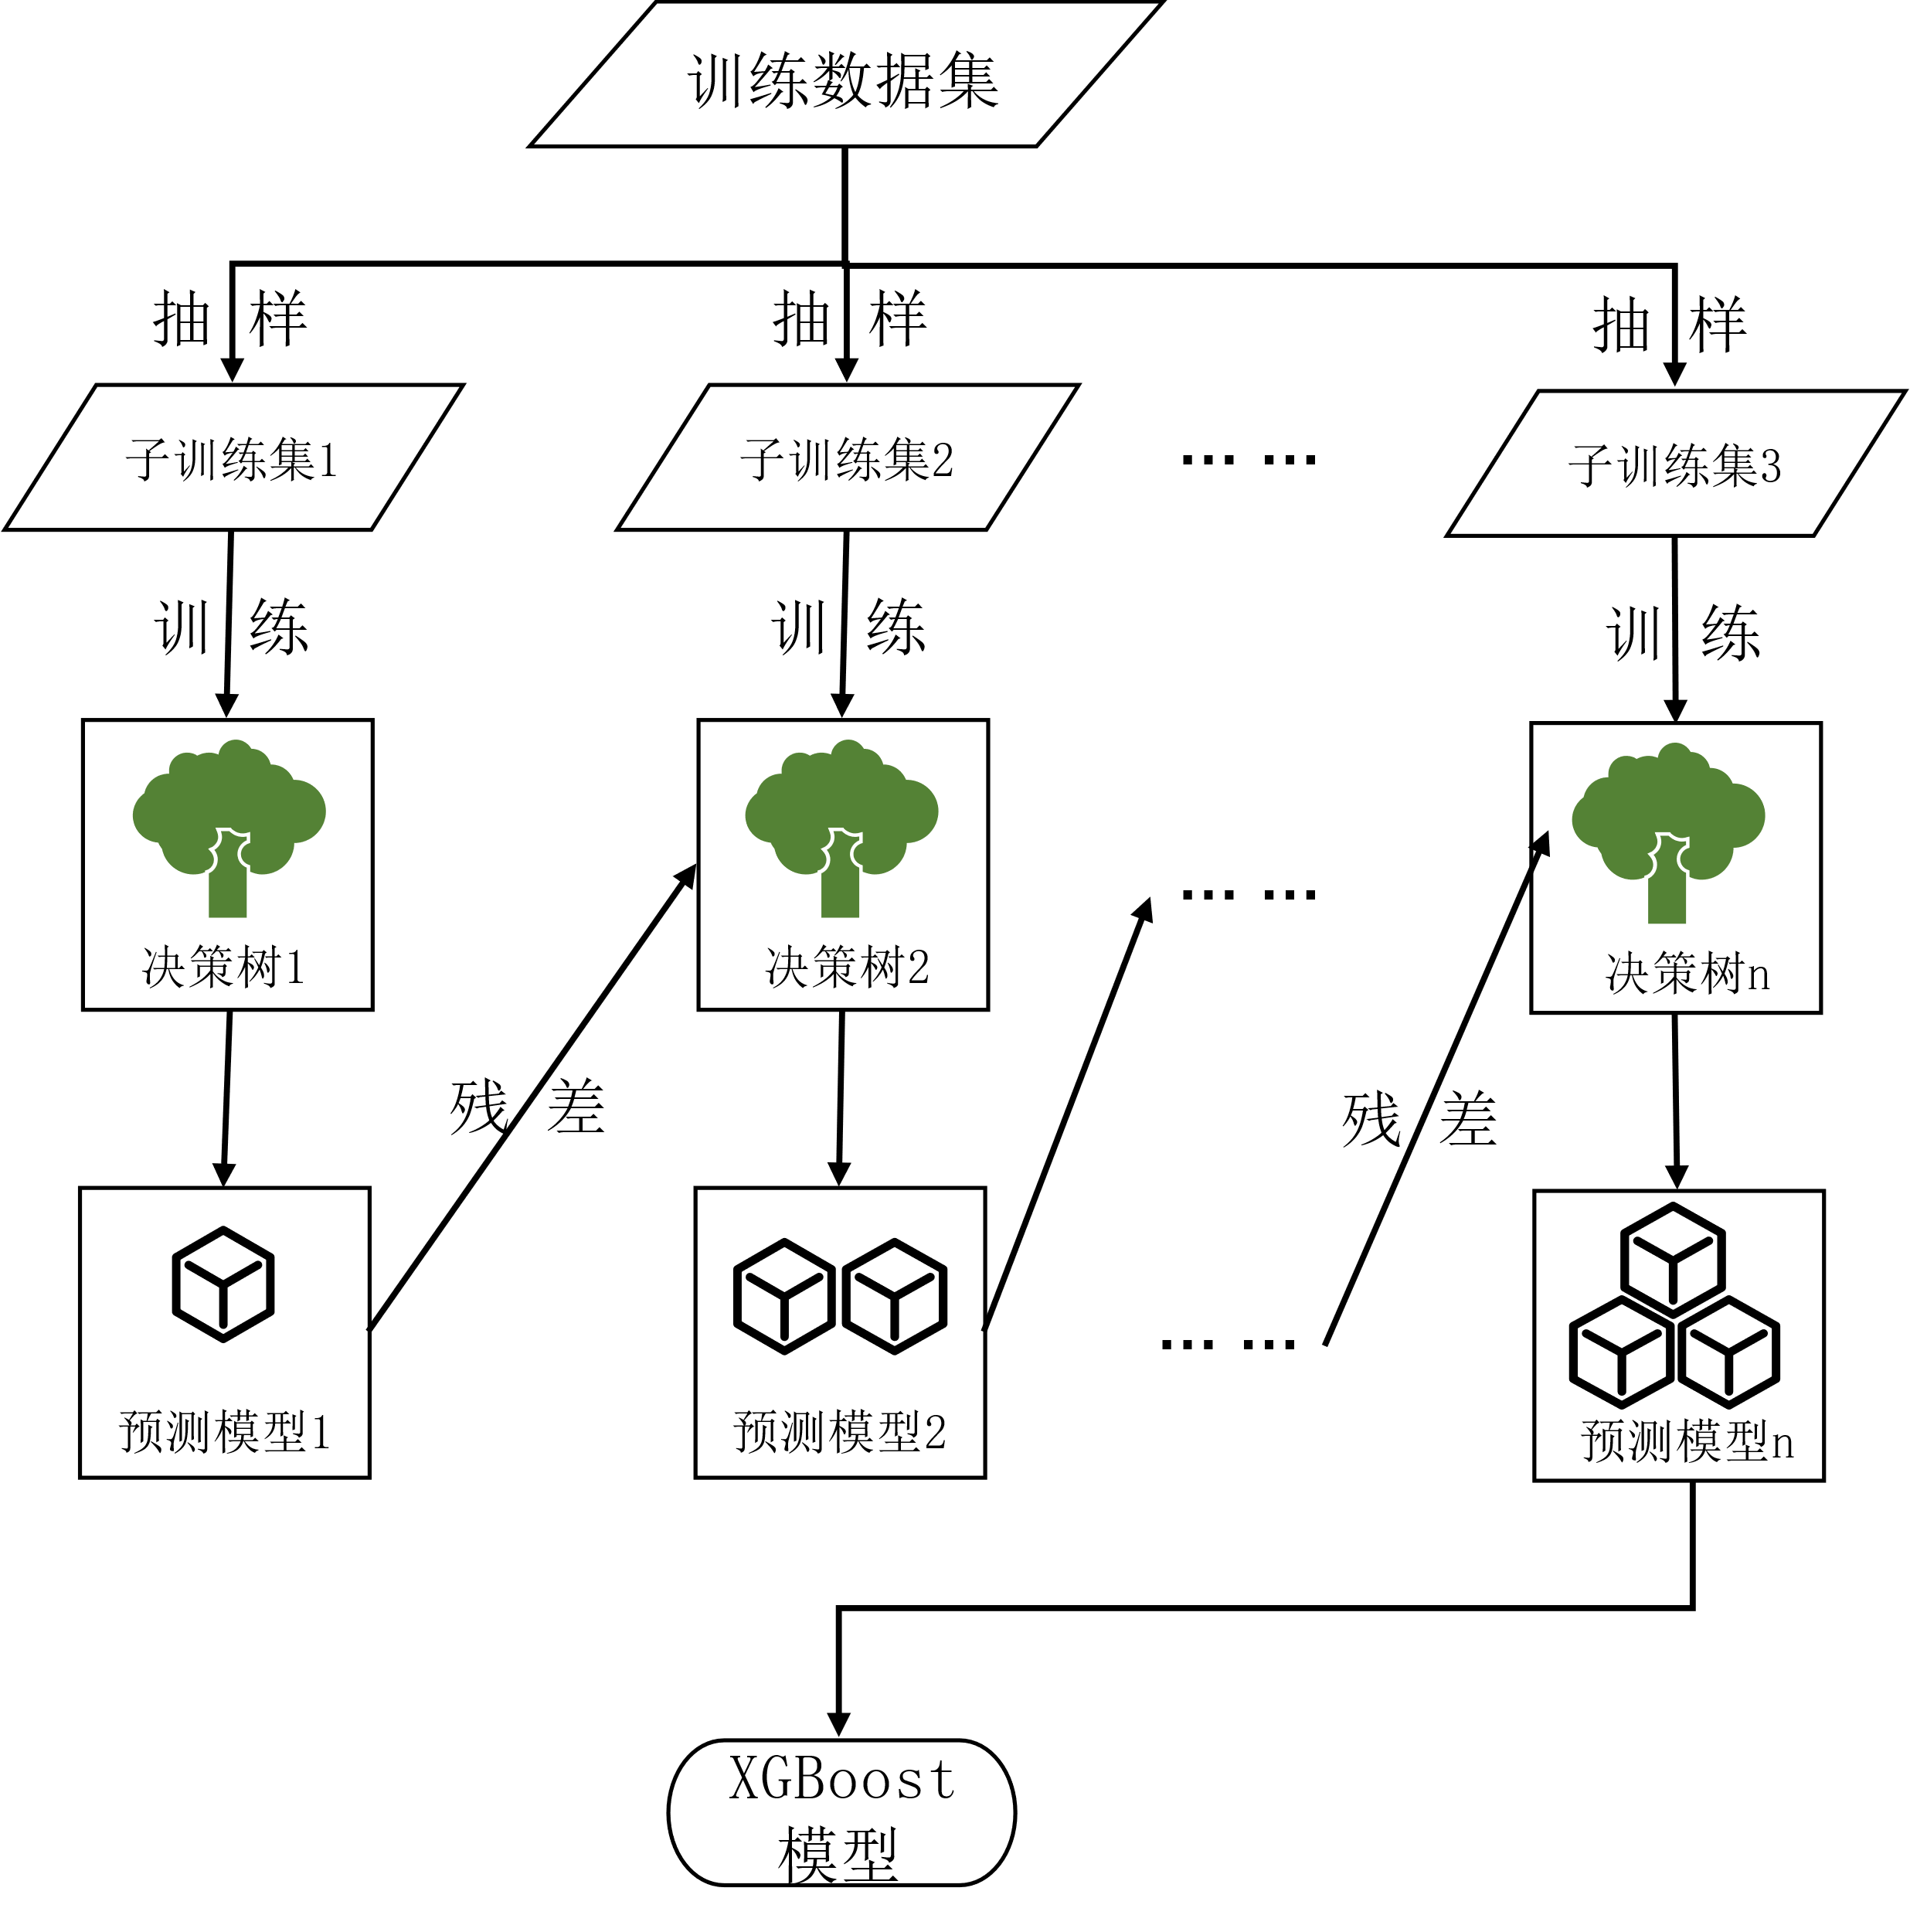 训练数据集
抽 样
抽 样
抽 样
子训练集1
子训练集2
… …
子训练集3
训 练
训 练
训 练
决策树1
决策树2
… …
决策树n
残 差
残 差
预测模型1
预测模型2
… …
预测模型n
XGBoost
模型